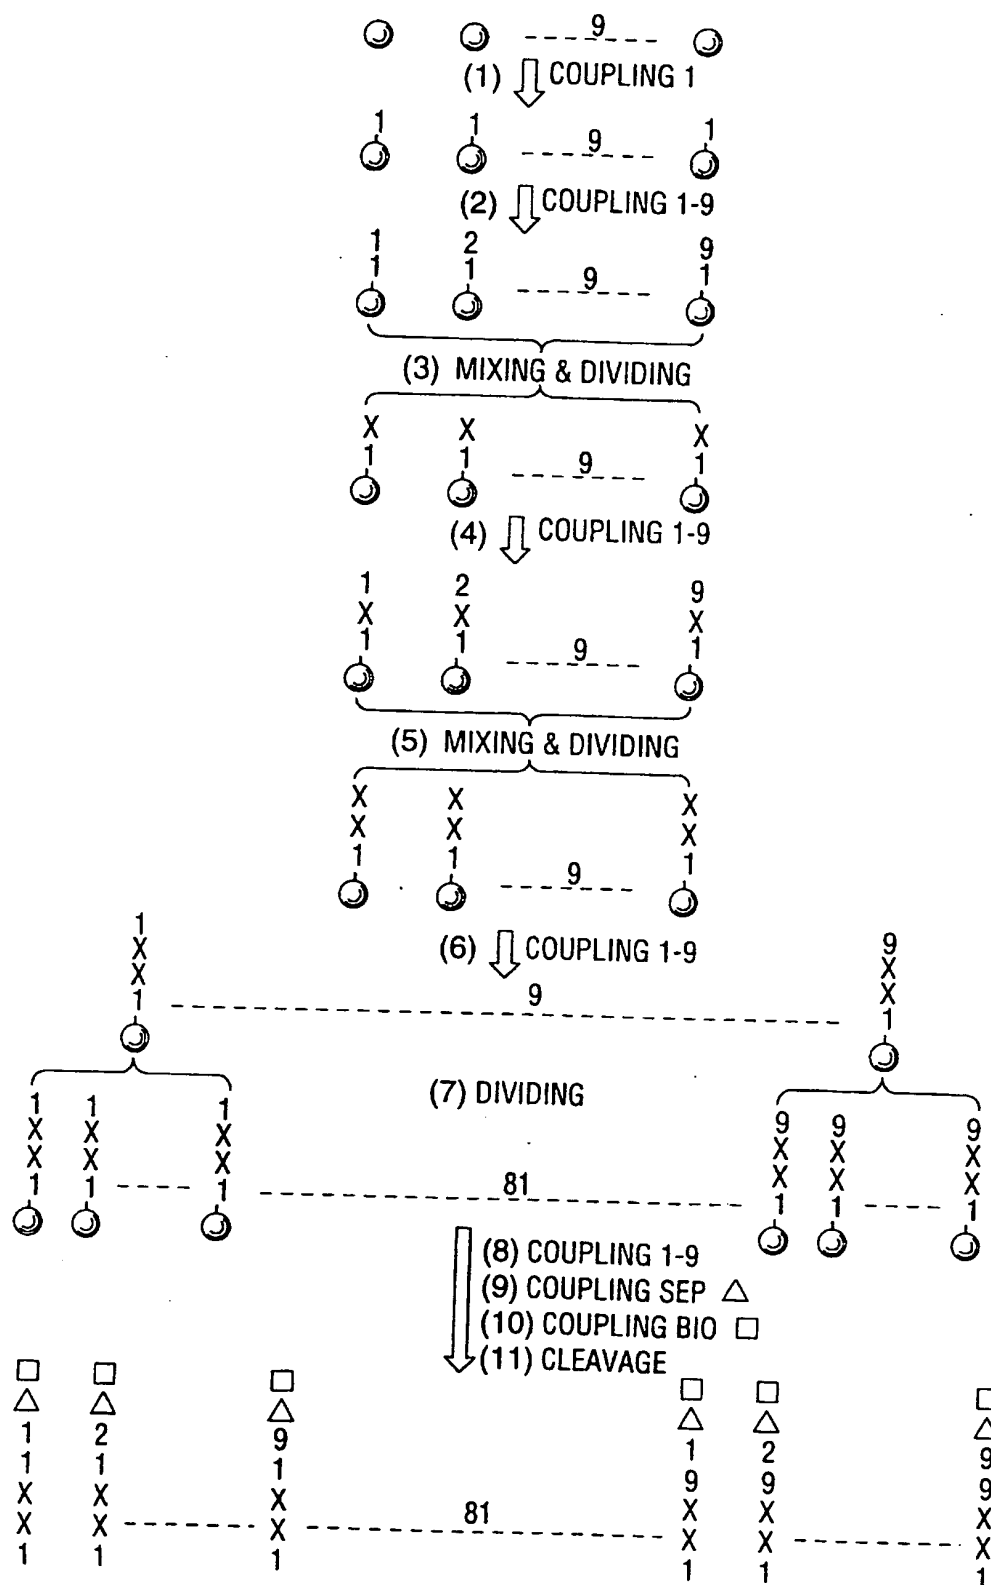 9
(1) COUPLING 1
1 1 9 1
(2) COUPLING 1-9
1 2 9
1 1 9 1
(3) MIXING & DIVIDING
X X X
1 1 9 1
(4) COUPLING 1-9
1 2 9
X X X
1 1 9 1
(5) MIXING & DIVIDING
X X X
X X X
1 1 9 1
(6) COUPLING 1-9
1 9
X X
X X
1 9 1
(7) DIVIDING
1 1 1 9 9 9
X X X X X X
X X X X X X
1 1 1 81 1 1 1
(8) COUPLING 1-9
(9) COUPLING SEP
(10) COUPLING BIO
(11) CLEAVAGE
1 2 9 1 2 9
1 1 1 9 9 9
X X X X X X
X X X 81 X X X
1 1 1 1 1 1